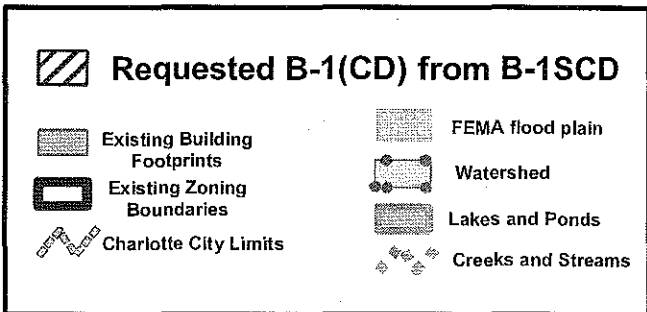 Requested B-1(CD) from B-1SCD
Existing Building
Footprints
Existing Zoning
Boundaries
Charlotte City Limits
FEMA flood plain
Watershed
Lakes and Ponds
Creeks and Streams